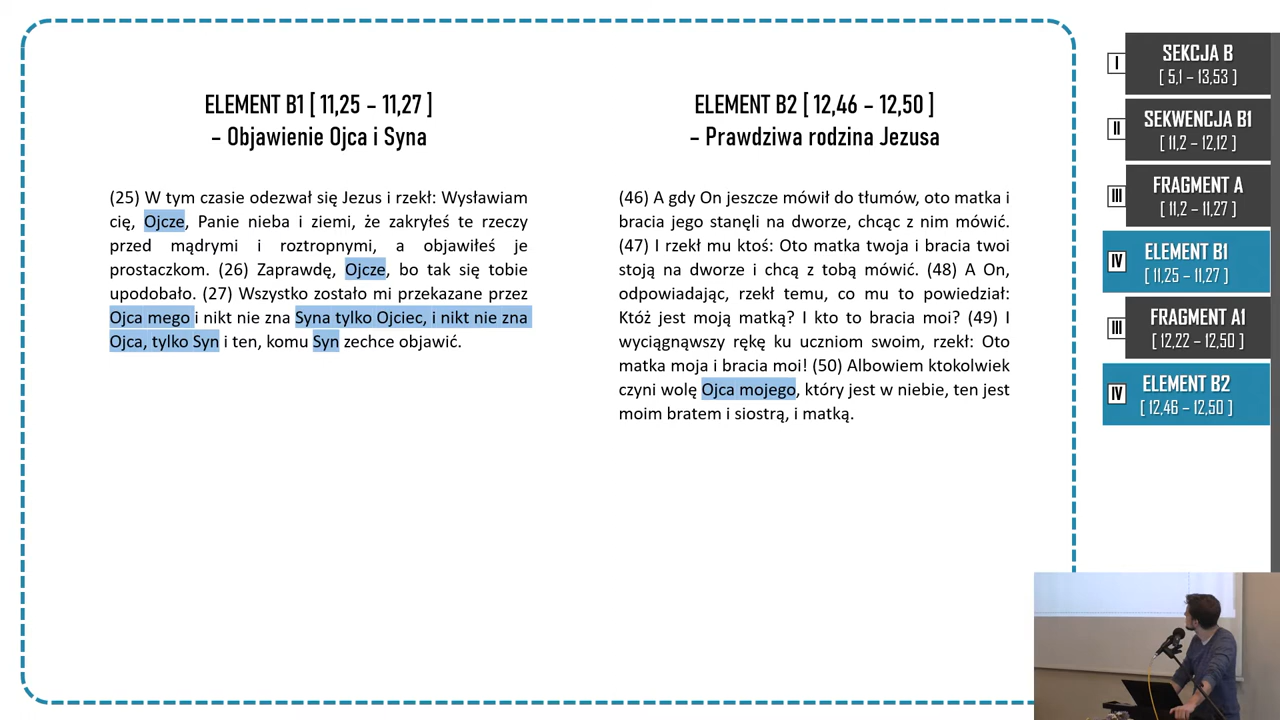 ELEMENT B1 [ 11,25 – 11,27 ]
– Objawienie Ojca i Syna
(25) W tym czasie odezwał się Jezus i rzekł: Wysławiam
cię, Ojcze, Panie nieba i ziemi, że zakryłeś te rzeczy
przed mądrymi i roztropnymi, a objawiłeś je
prostaczkom. (26) Zaprawdę, Ojcze, bo tak się tobie
upodobało. (27) Wszystko zostało mi przekazane przez
Ojca mego i nikt nie zna Syna tylko Ojciec, i nikt nie zna
Ojca, tylko Syn i ten, komu Syn zechce objawić.
ELEMENT B2 [ 12,46 – 12,50 ]
– Prawdziwa rodzina Jezusa
(46) A gdy On jeszcze mówił do tłumów, oto matka i
bracia jego stanęli na dworze, chcąc z nim mówić.
(47) I rzekł mu ktoś: Oto matka twoja i bracia twoi
stoją na dworze i chcą z tobą mówić. (48) A On,
odpowiadając, rzekł temu, co mu to powiedział:
Któż jest moją matką? I kto to bracia moi? (49) I
wyciągnąwszy rękę ku uczniom swoim, rzekł: Oto
matka moja i bracia moi! (50) Albowiem ktokolwiek
czyni wolę Ojca mojego, który jest w niebie, ten jest
moim bratem i siostrą, i matką.
I
SEKCJA B
[ 5,1 – 13,53 ]
II
SEKWENCJA B1
[ 11,2 – 12,12 ]
III
FRAGMENT A
[ 11,2 – 11,27 ]
IV
ELEMENT B1
[ 11,25 – 11,27 ]
III
FRAGMENT A1
[ 12,22 – 12,50 ]
IV
ELEMENT B2
[ 12,46 – 12,50 ]